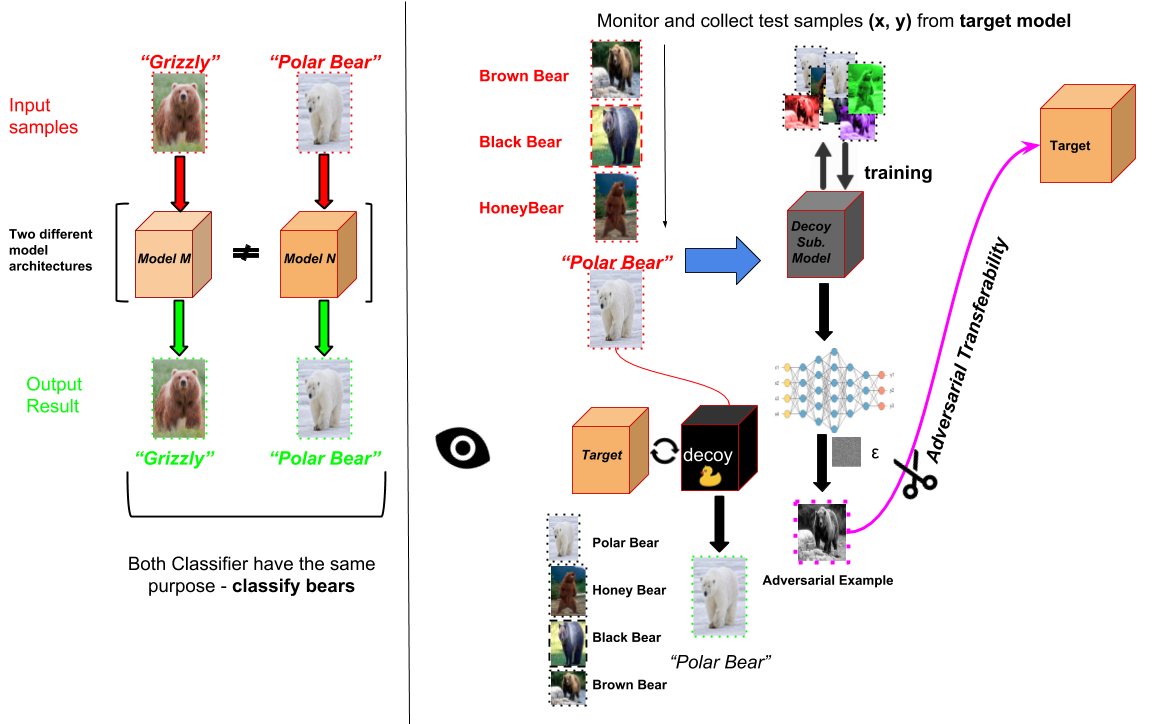 “Grizzly”
“Polar Bear”
Input
samples
Two different
model
architectures
Model M
≠
Model N
Output
Result
“Grizzly”
“Polar Bear”
Both Classifier have the same
purpose - classify bears
Monitor and collect test samples (x, y) from target model
Brown Bear
Black Bear
HoneyBear
“Polar Bear”
training
Decoy
Sub.
Model
Target
Adversarial Transferability
Target
decoy
ε
Polar Bear
Honey Bear
Black Bear
Brown Bear
“Polar Bear”
Adversarial Example